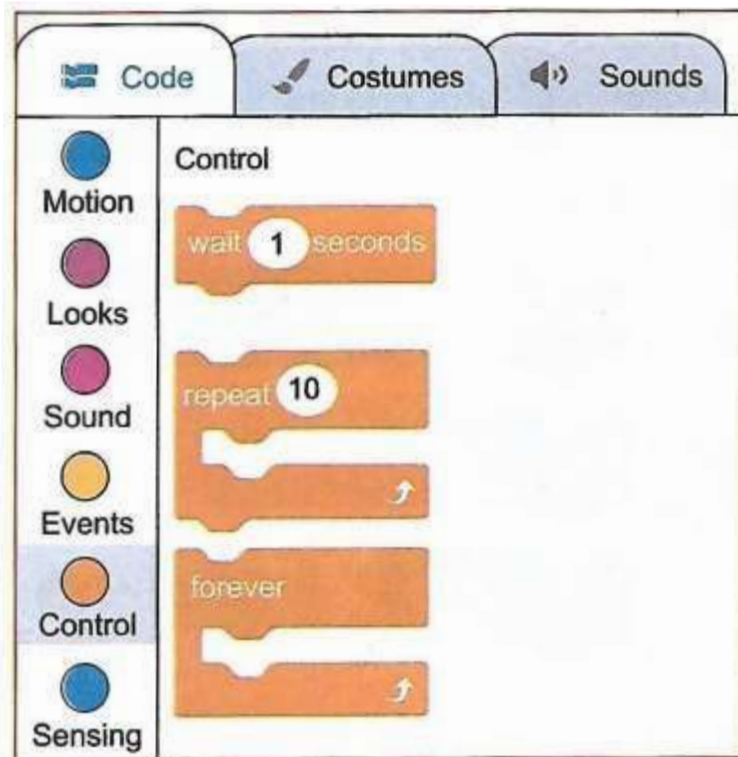 Code Costumes Sounds
Motion
Looks
Sound
Events
Control
Sensing
Control
wait 1 seconds
repeat 10
forever